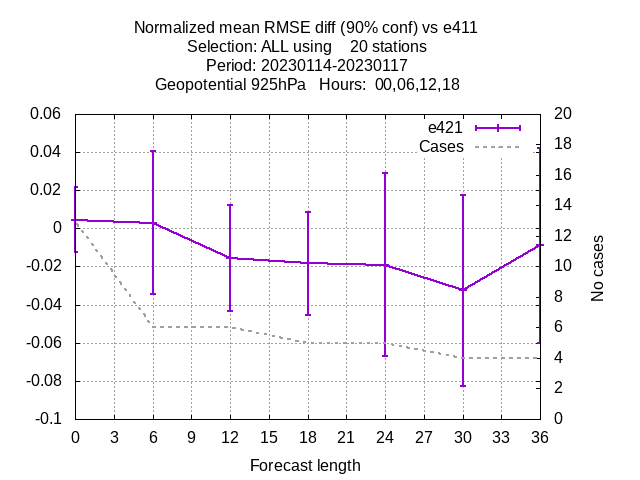 Normalized mean RMSE diff (90% conf) vs e411
Selection: ALL using    20 stations
Period: 20230114-20230117
Geopotential 925hPa   Hours:  00,06,12,18
e421
Cases
0.06
0.04
0.02
0
-0.02
-0.04
-0.06
-0.08
-0.1
20
18
16
14
12
10
8
6
4
2
0
No cases
0 3 6 9 12 15 18 21 24 27 30 33 36
Forecast length